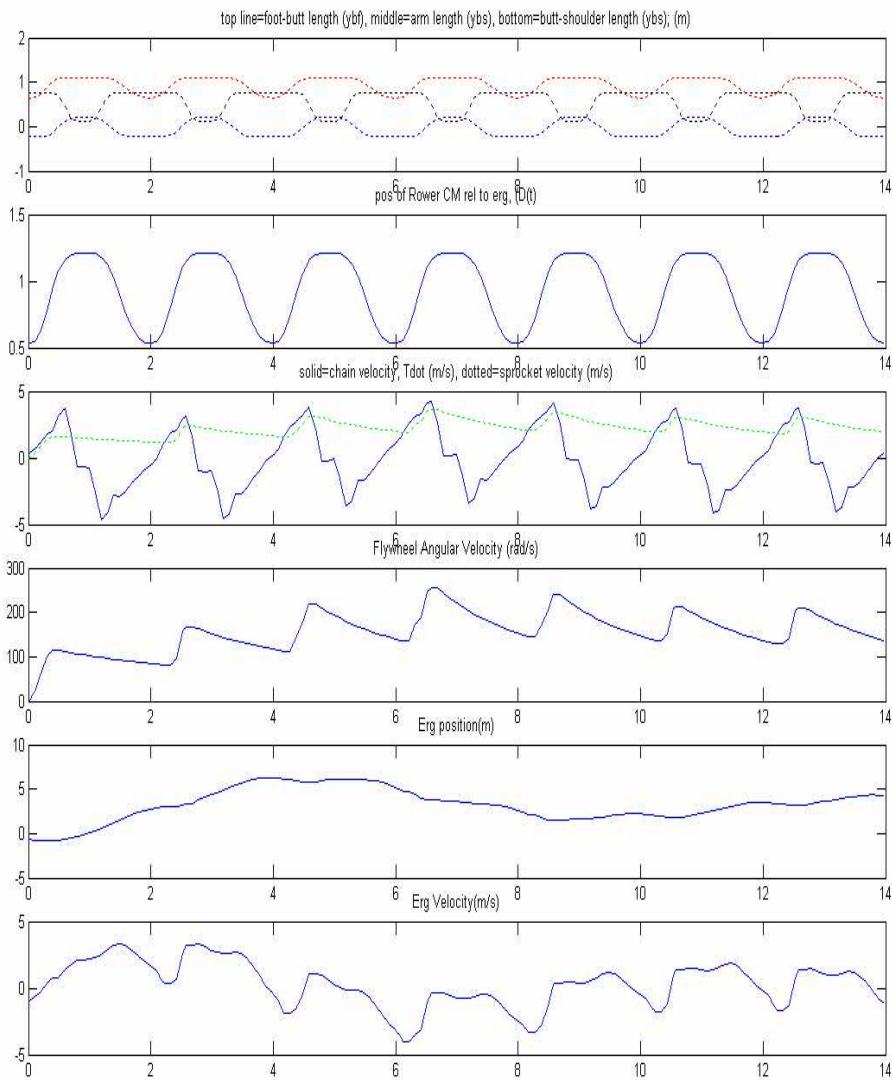 top line=foot-butt length (ybf), middle=arm length (ybs), bottom=butt-shoulder length (ybs); (m)
2
1
0
-1
0 2 4 6 8 10 12 14
pos of Rower CM rel to erg, (D(t)
1.5
1
0.5
0 2 4 6 8 10 12 14
solid=chain velocity, Tdot (m/s), dotted=sprocket velocity (m/s)
5
0
-5
0 2 4 6 8 10 12 14
Flywheel Angular Velocity (rad/s)
300
200
100
0
0 2 4 6 8 10 12 14
Erg position(m)
10
5
0
-5
0 2 4 6 8 10 12 14
Erg Velocity(m/s)
5
0
-5
0 2 4 6 8 10 12 14